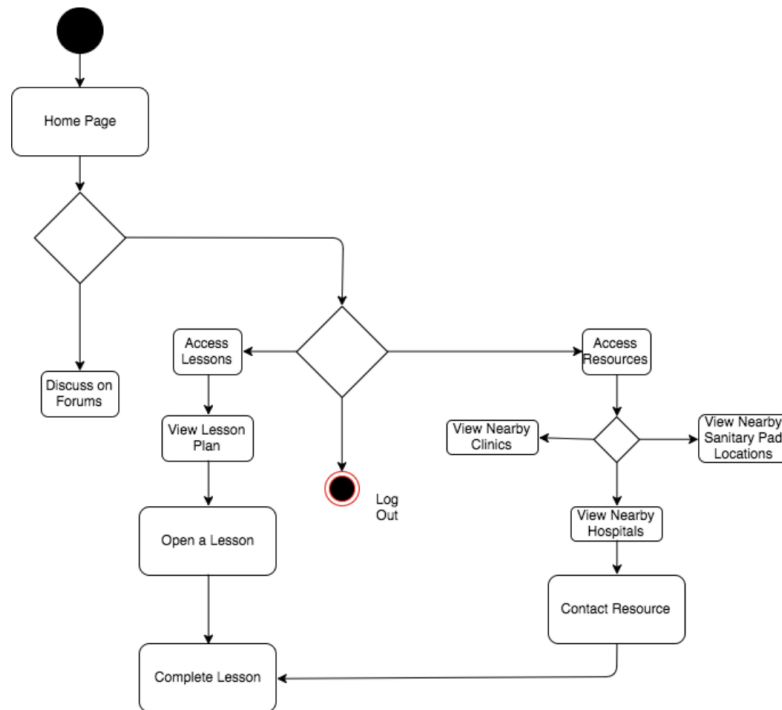 Home Page
Discuss on
Forums
Access
Lessons
Access
Resources
View Lesson
Plan
View Nearby
Clinics
View Nearby
Sanitary Pad
Locations
Open a Lesson
Log
Out
View Nearby
Hospitals
Contact Resource
Complete Lesson